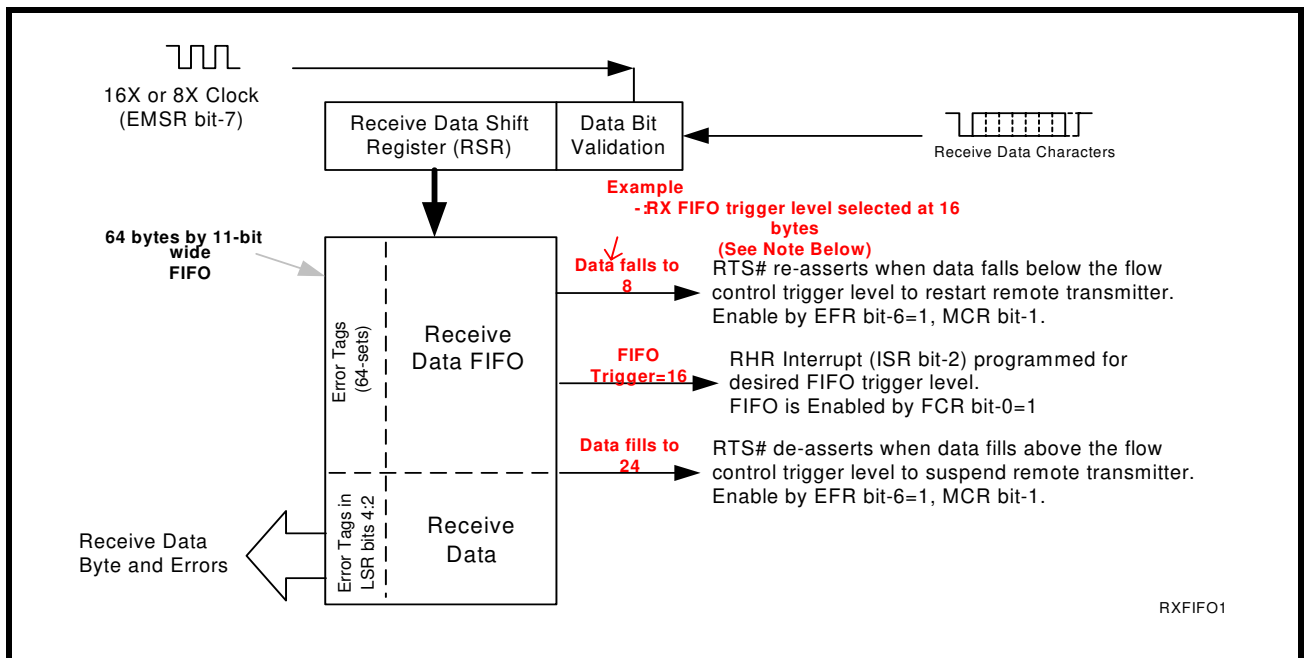 16X or 8X Clock
(EMSR bit-7)
Receive Data Shift
Register (RSR)
Data Bit
Validation
Receive Data Characters
Example
-:RX FIFO trigger level selected at 16
bytes
(See Note Below)
64 bytes by 11-bit
wide
FIFO
Data falls to
8
RTS# re-asserts when data falls below the flow
control trigger level to restart remote transmitter.
Enable by EFR bit-6=1, MCR bit-1.
Error Tags
(64-sets)
Receive
Data FIFO
FIFO
Trigger=16
RHR Interrupt (ISR bit-2) programmed for
desired FIFO trigger level.
FIFO is Enabled by FCR bit-0=1
Data fills to
24
RTS# de-asserts when data fills above the flow
control trigger level to suspend remote transmitter.
Enable by EFR bit-6=1, MCR bit-1.
Error Tags in
LSR bits 4:2
Receive
Data
Receive Data
Byte and Errors
RXFIFO1